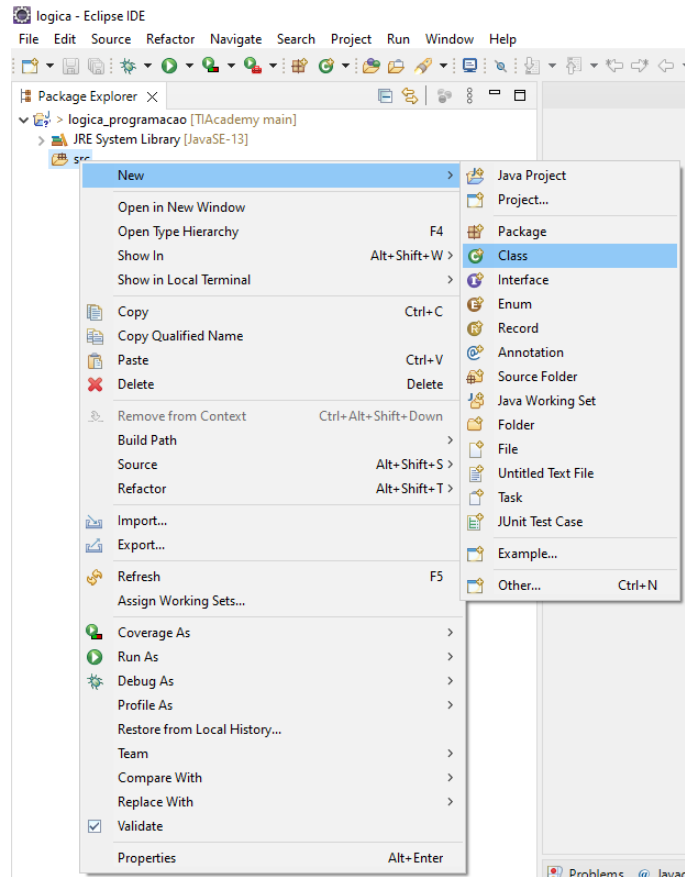 logica - Eclipse IDE
File Edit Source Refactor Navigate Search Project Run Window Help
Package Explorer
> logica_programacao [TIAcademy main]
JRE System Library [JavaSE-13]
src
New
Open in New Window
Open Type Hierarchy F4
Show In Alt+Shift+W >
Show in Local Terminal
Copy Ctrl+C
Copy Qualified Name
Paste Ctrl+V
Delete Delete
Remove from Context Ctrl+Alt+Shift+Down
Build Path
Source Alt+Shift+S >
Refactor Alt+Shift+T >
Import...
Export...
Refresh F5
Assign Working Sets...
Coverage As
Run As
Debug As
Profile As
Restore from Local History...
Team
Compare With
Replace With
Validate
Properties Alt+Enter
Java Project
Project...
Package
Class
Interface
Enum
Record
Annotation
Source Folder
Java Working Set
Folder
File
Untitled Text File
Task
JUnit Test Case
Example...
Other... Ctrl+N
Problems @ Javad